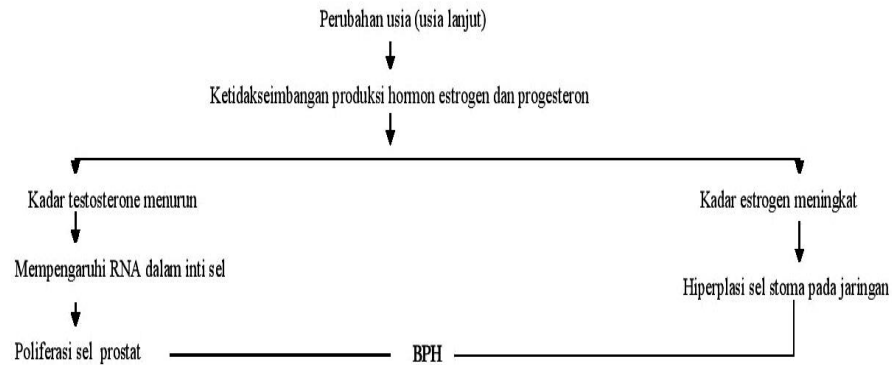 Perubahan usia (usia lanjut)
Ketidakseimbangan produksi hormon estrogen dan progesteron
Kadar testosterone menurun
Kadar estrogen meningkat
Mempengaruhi RNA dalam inti sel
Hiperplasi sel stoma pada jaringan
Poliferasi sel prostat
BPH